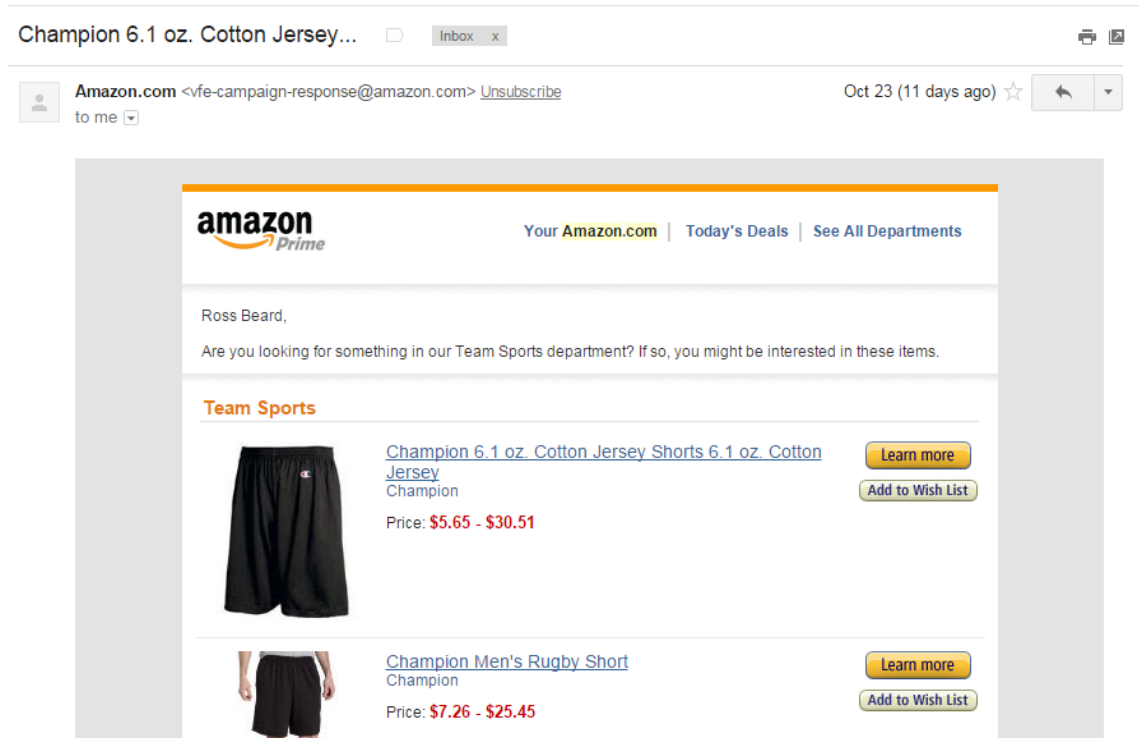 Champion 6.1 oz. Cotton Jersey... Inbox x
Amazon.com <vfe-campaign-response@amazon.com> Unsubscribe Oct 23 (11 days ago)
to me
amazon
Prime
Your Amazon.com | Today's Deals | See All Departments
Ross Beard,
Are you looking for something in our Team Sports department? If so, you might be interested in these items.
Team Sports
Champion 6.1 oz. Cotton Jersey Shorts 6.1 oz. Cotton
Jersey
Champion
Price: $5.65 - $30.51
Learn more
Add to Wish List
Champion Men's Rugby Short
Champion
Price: $7.26 - $25.45
Learn more
Add to Wish List